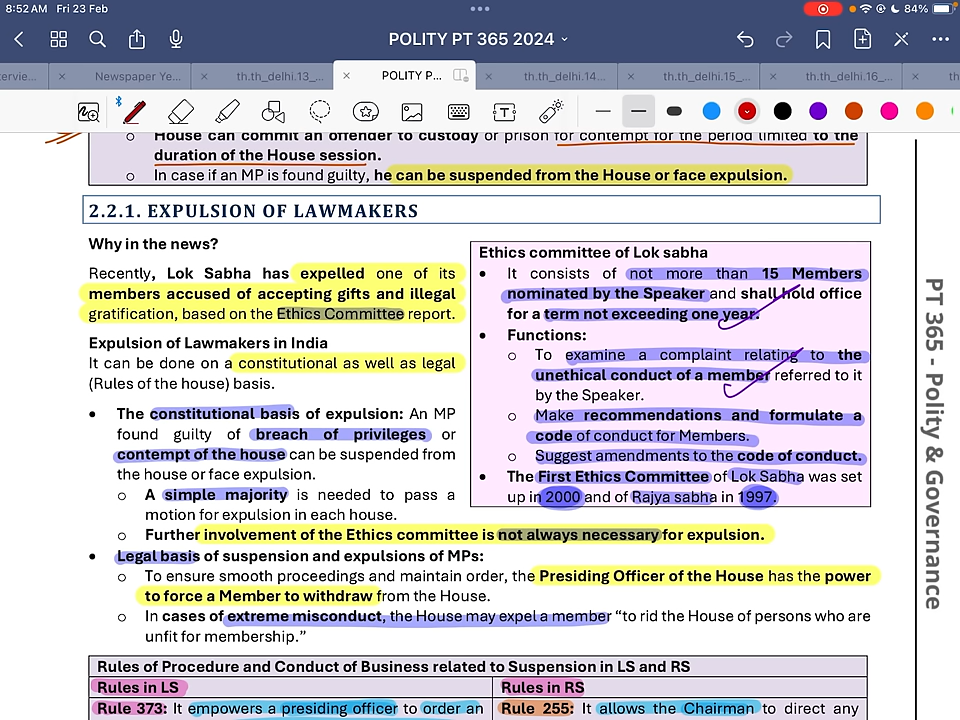 8:52 AM Fri 23 Feb
84%
POLITY PT 365 2024
Newspaper Ye...
th.th_delhi.13_...
POLITY P...
th.th_delhi.14...
th.th_delhi.15_...
th.th_delhi.16_...
o House can commit an offender to custody or prison for contempt for the period limited to the
duration of the House session.
o In case if an MP is found guilty, he can be suspended from the House or face expulsion.
2.2.1. EXPULSION OF LAWMAKERS
Why in the news?
Recently, Lok Sabha has expelled one of its
members accused of accepting gifts and illegal
gratification, based on the Ethics Committee report.
Expulsion of Lawmakers in India
It can be done on a constitutional as well as legal
(Rules of the house) basis.
• The constitutional basis of expulsion: An MP
found guilty of breach of privileges or
contempt of the house can be suspended from
the house or face expulsion.
o A simple majority is needed to pass a
motion for expulsion in each house.
o Further involvement of the Ethics committee is not always necessary for expulsion.
• Legal basis of suspension and expulsions of MPs:
o To ensure smooth proceedings and maintain order, the Presiding Officer of the House has the power
to force a Member to withdraw from the House.
o In cases of extreme misconduct, the House may expel a member “to rid the House of persons who are
unfit for membership.”
Ethics committee of Lok sabha
• It consists of not more than 15 Members
nominated by the Speaker and shall hold office
for a term not exceeding one year.
• Functions:
o To examine a complaint relating to the
unethical conduct of a member referred to it
by the Speaker.
o Make recommendations and formulate a
code of conduct for Members.
o Suggest amendments to the code of conduct.
• The First Ethics Committee of Lok Sabha was set
up in 2000 and of Rajya sabha in 1997.
Rules of Procedure and Conduct of Business related to Suspension in LS and RS
Rules in LS
Rules in RS
Rule 373: It empowers a presiding officer to order an
Rule 255: It allows the Chairman to direct any
PT 365 - Polity & Governance